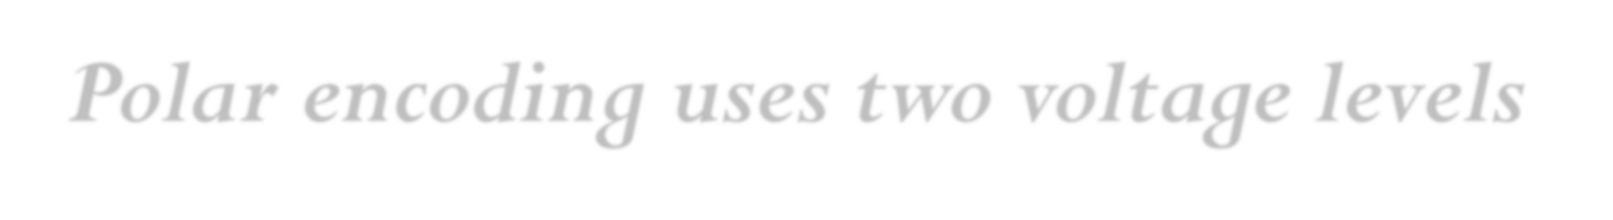 Polar encoding uses two voltage levels